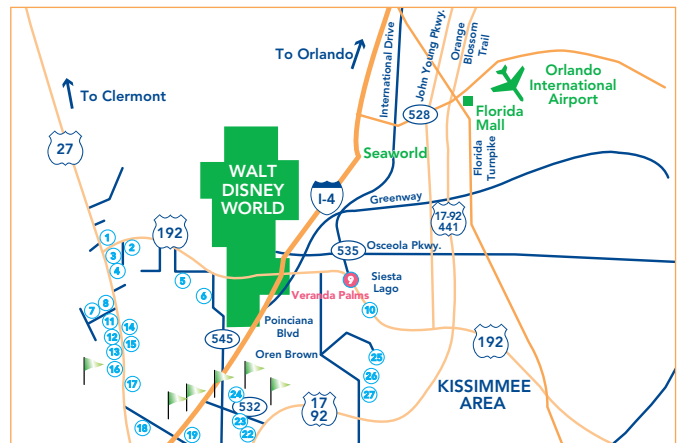 To Orlando
International Drive
John Young Pkwy.
Orange
Blossom
Trail
To Clermont
Orlando
International
Airport
528
Florida
Mall
27
Seaworld
Florida
Turnpike
WALT
DISNEY
WORLD
I-4
Greenway
17-92
441
192
1
2
3
4
535
Osceola Pkwy.
5
6
9
Siesta
Lago
Veranda Palms
10
7
8
11
12
13
14
15
16
17
545
Poinciana
Blvd
Oren Brown
192
25
26
27
KISSIMMEE
AREA
24
532
23
22
17
92
18
19